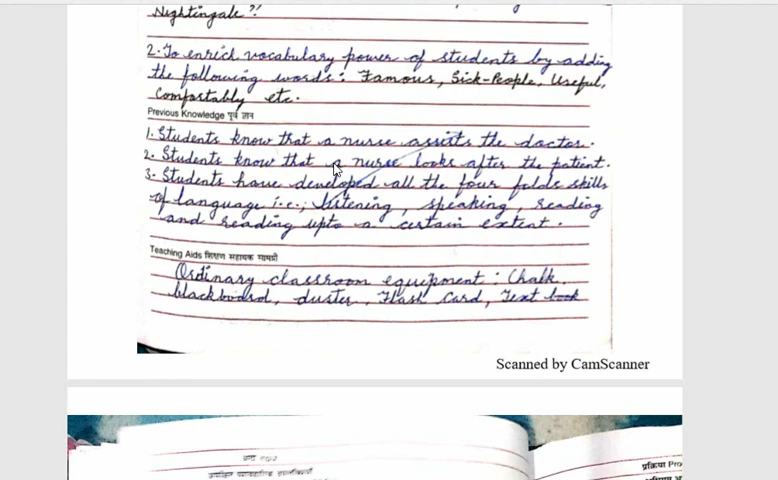 Nightingale"?
2. To enrich vocabulary power of students by adding
the following words: Famous, Sick-People, Useful,
Comfortably etc.
Previous Knowledge पूर्व ज्ञान
1. Students know that a nurse assists the doctor.
2. Students know that a nurse looks after the patient.
3. Students have developed all the four folds skills
of language i.e.; listening, speaking, reading
and reading upto a certain extent.
Teaching Aids शिक्षण सहायक सामग्री
Ordinary classroom equipment: Chalk,
blackboard, duster, Flash Card, Text book
Scanned by CamScanner
प्रक्रिया Pro